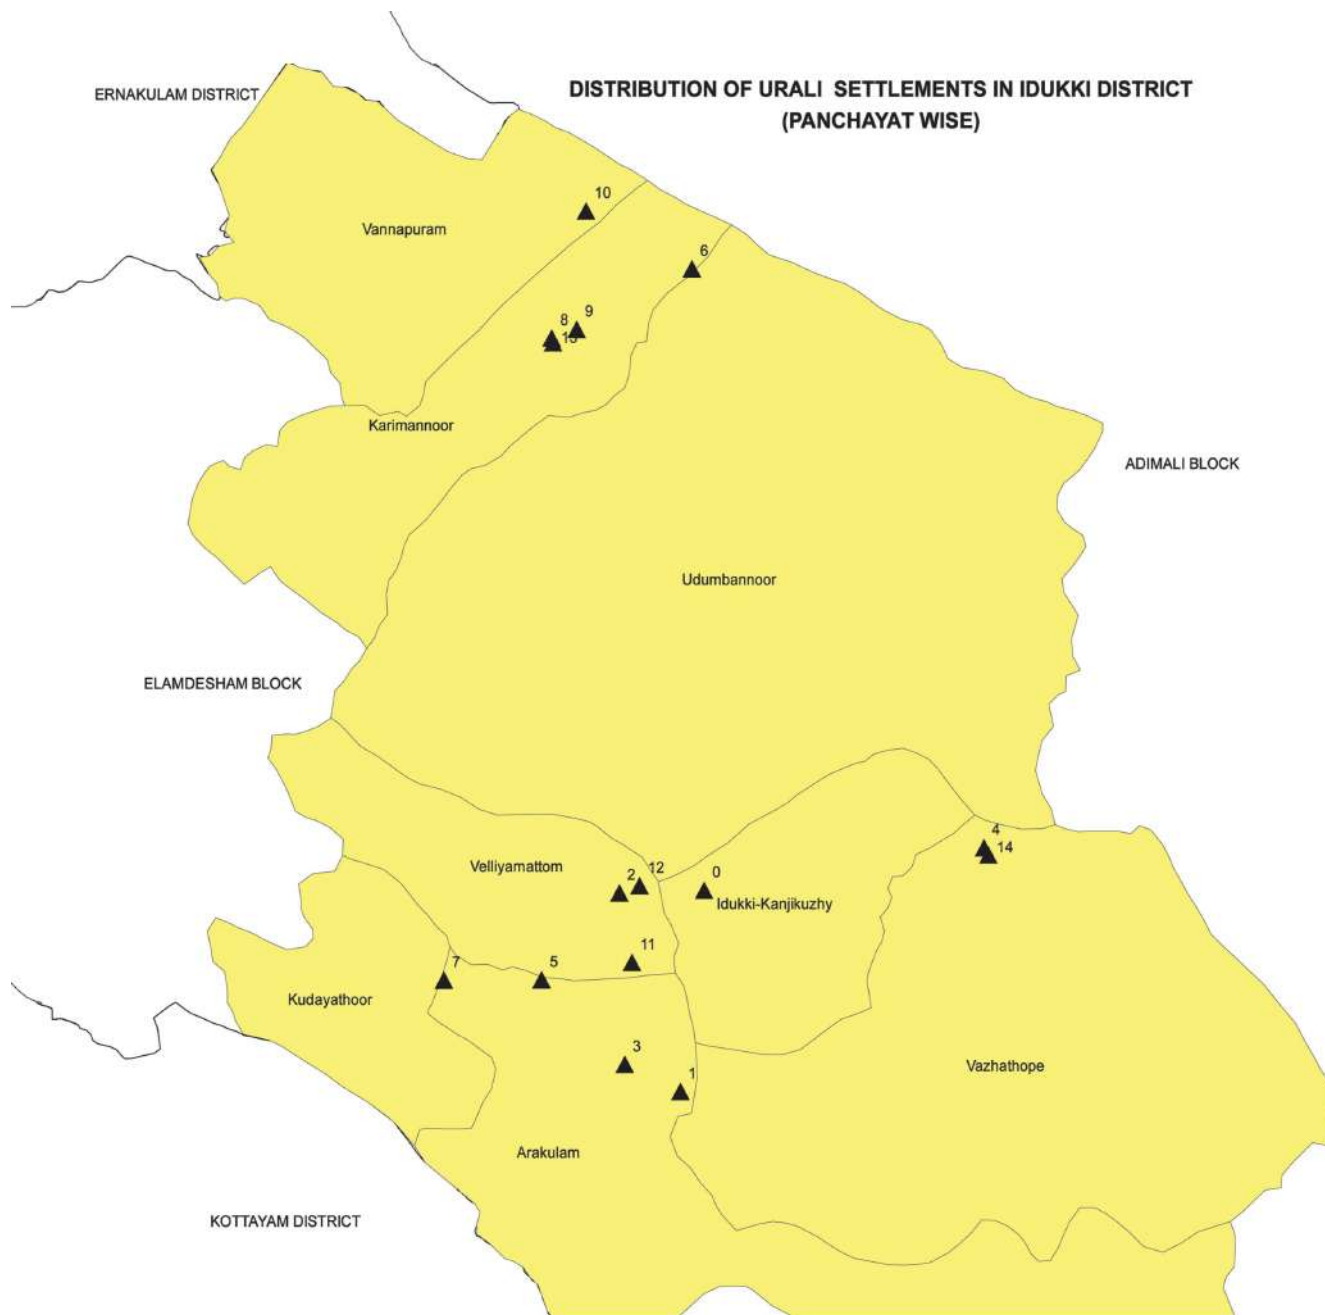 DISTRIBUTION OF URALI SETTLEMENTS IN IDUKKI DISTRICT
(PANCHAYAT WISE)
ERNAKULAM DISTRICT
10
Vannapuram
6
9
8
Karimannoor
ADIMALI BLOCK
Udumbannoor
ELAMDESHAM BLOCK
4
14
Velliyamattom
12
2
0
Idukki-Kanjikuzhy
11
7
5
Kudayathoor
3
Vazhathope
1
Arakulam
KOTTAYAM DISTRICT